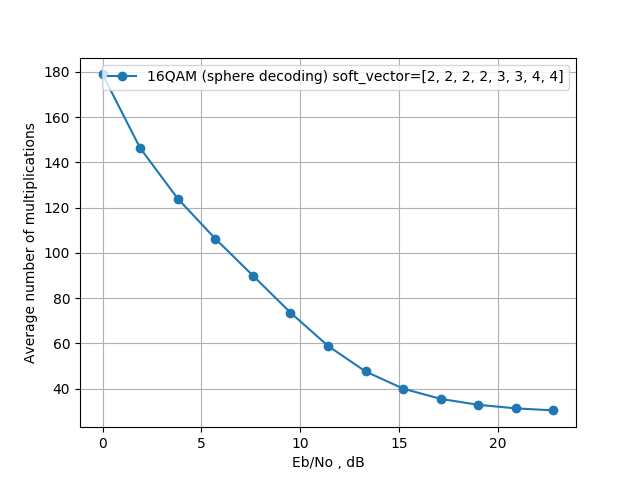 16QAM (sphere decoding) soft_vector=[2, 2, 2, 2, 3, 3, 4, 4]
180
160
140
120
100
80
60
40
Average number of multiplications
0 5 10 15 20
Eb/No , dB